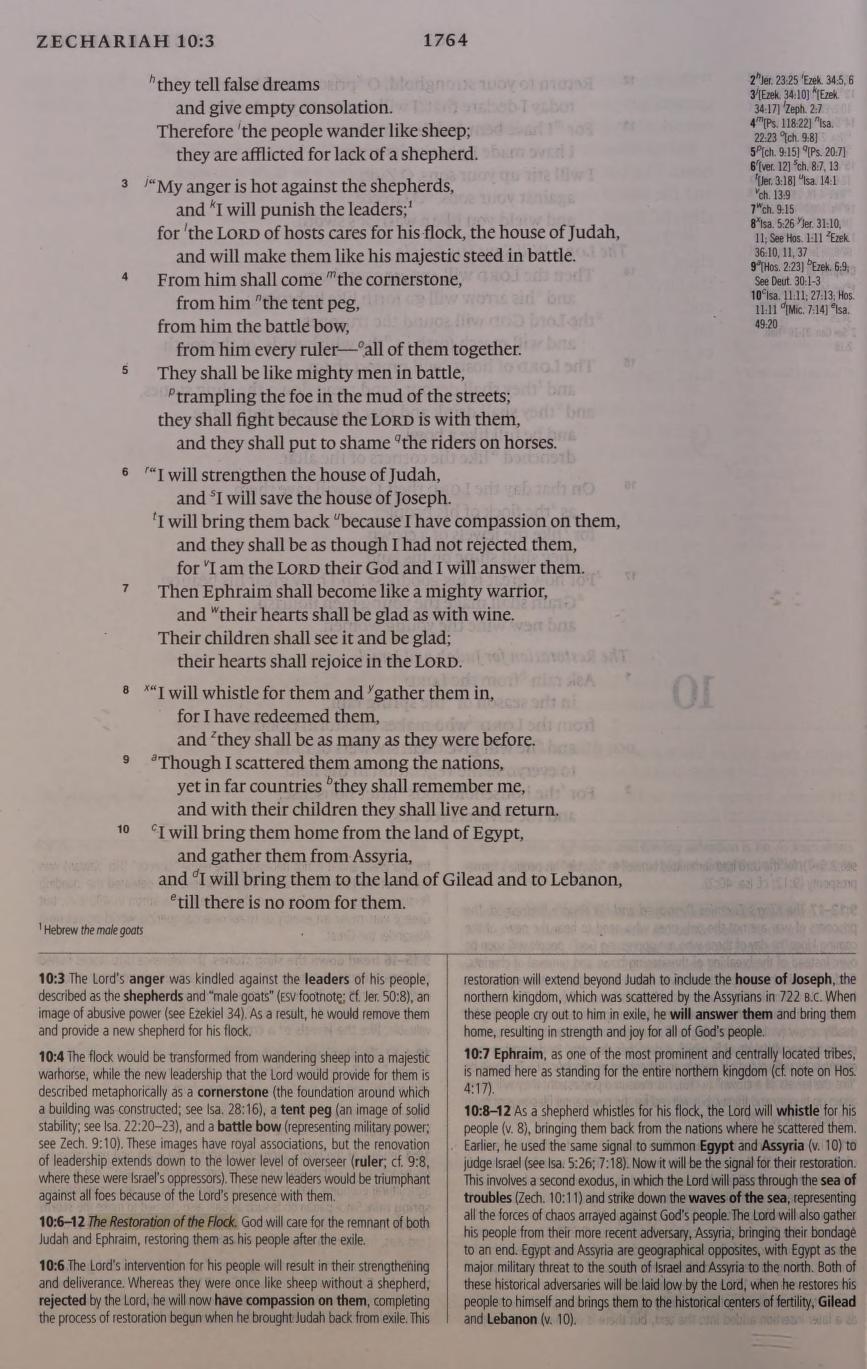 ZECHARIAH 10:3
1764
ʰthey tell false dreams
and give empty consolation.
Therefore ⁱthe people wander like sheep;
they are afflicted for lack of a shepherd.
3 ʲ“My anger is hot against the shepherds,
and ᵏI will punish the leaders;¹
for ˡthe LORD of hosts cares for his flock, the house of Judah,
and will make them like his majestic steed in battle.
4 From him shall come ᵐthe cornerstone,
from him ⁿthe tent peg,
from him the battle bow,
from him every ruler—ᵒall of them together.
5 They shall be like mighty men in battle,
ᵖtrampling the foe in the mud of the streets;
they shall fight because the LORD is with them,
and they shall put to shame ᑫthe riders on horses.
6 ʳ“I will strengthen the house of Judah,
and ˢI will save the house of Joseph.
ᵗI will bring them back ᵘbecause I have compassion on them,
and they shall be as though I had not rejected them,
for ᵛI am the LORD their God and I will answer them.
7 Then Ephraim shall become like a mighty warrior,
and ʷtheir hearts shall be glad as with wine.
Their children shall see it and be glad;
their hearts shall rejoice in the LORD.
8 ˣ“I will whistle for them and ʸgather them in,
for I have redeemed them,
and ᶻthey shall be as many as they were before.
9 ᵃThough I scattered them among the nations,
yet in far countries ᵇthey shall remember me,
and with their children they shall live and return.
10 ᶜI will bring them home from the land of Egypt,
and gather them from Assyria,
and ᵈI will bring them to the land of Gilead and to Lebanon,
ᵉtill there is no room for them.
¹ Hebrew the male goats
2ʰJer. 23:25 ⁱEzek. 34:5, 6
3ʲ[Ezek. 34:10] ᵏ[Ezek.
34:17] ˡZeph. 2:7
4ᵐ[Ps. 118:22] ⁿIsa.
22:23 ᵒ[ch. 9:8]
5ᵖ[ch. 9:15] ᑫ[Ps. 20:7]
6ʳ[ver. 12] ˢch. 8:7, 13
ᵗ[Jer. 3:18] ᵘIsa. 14:1
ᵛch. 13:9
7ʷch. 9:15
8ˣIsa. 5:26 ʸJer. 31:10,
11; See Hos. 1:11 ᶻEzek.
36:10, 11, 37
9ᵃ[Hos. 2:23] ᵇEzek. 6:9;
See Deut. 30:1-3
10ᶜIsa. 11:11; 27:13; Hos.
11:11 ᵈ[Mic. 7:14] ᵉIsa.
49:20
10:3 The Lord’s anger was kindled against the leaders of his people,
described as the shepherds and “male goats” (ESV footnote; cf. Jer. 50:8), an
image of abusive power (see Ezekiel 34). As a result, he would remove them
and provide a new shepherd for his flock.
10:4 The flock would be transformed from wandering sheep into a majestic
warhorse, while the new leadership that the Lord would provide for them is
described metaphorically as a cornerstone (the foundation around which
a building was constructed; see Isa. 28:16), a tent peg (an image of solid
stability; see Isa. 22:20–23), and a battle bow (representing military power;
see Zech. 9:10). These images have royal associations, but the renovation
of leadership extends down to the lower level of overseer (ruler; cf. 9:8,
where these were Israel’s oppressors). These new leaders would be triumphant
against all foes because of the Lord’s presence with them.
10:6–12 The Restoration of the Flock. God will care for the remnant of both
Judah and Ephraim, restoring them as his people after the exile.
10:6 The Lord’s intervention for his people will result in their strengthening
and deliverance. Whereas they were once like sheep without a shepherd,
rejected by the Lord, he will now have compassion on them, completing
the process of restoration begun when he brought Judah back from exile. This
restoration will extend beyond Judah to include the house of Joseph, the
northern kingdom, which was scattered by the Assyrians in 722 B.C. When
these people cry out to him in exile, he will answer them and bring them
home, resulting in strength and joy for all of God’s people.
10:7 Ephraim, as one of the most prominent and centrally located tribes,
is named here as standing for the entire northern kingdom (cf. note on Hos.
4:17).
10:8–12 As a shepherd whistles for his flock, the Lord will whistle for his
people (v. 8), bringing them back from the nations where he scattered them.
Earlier, he used the same signal to summon Egypt and Assyria (v. 10) to
judge Israel (see Isa. 5:26; 7:18). Now it will be the signal for their restoration.
This involves a second exodus, in which the Lord will pass through the sea of
troubles (Zech. 10:11) and strike down the waves of the sea, representing
all the forces of chaos arrayed against God’s people. The Lord will also gather
his people from their more recent adversary, Assyria, bringing their bondage
to an end. Egypt and Assyria are geographical opposites, with Egypt as the
major military threat to the south of Israel and Assyria to the north. Both of
these historical adversaries will be laid low by the Lord, when he restores his
people to himself and brings them to the historical centers of fertility, Gilead
and Lebanon (v. 10).